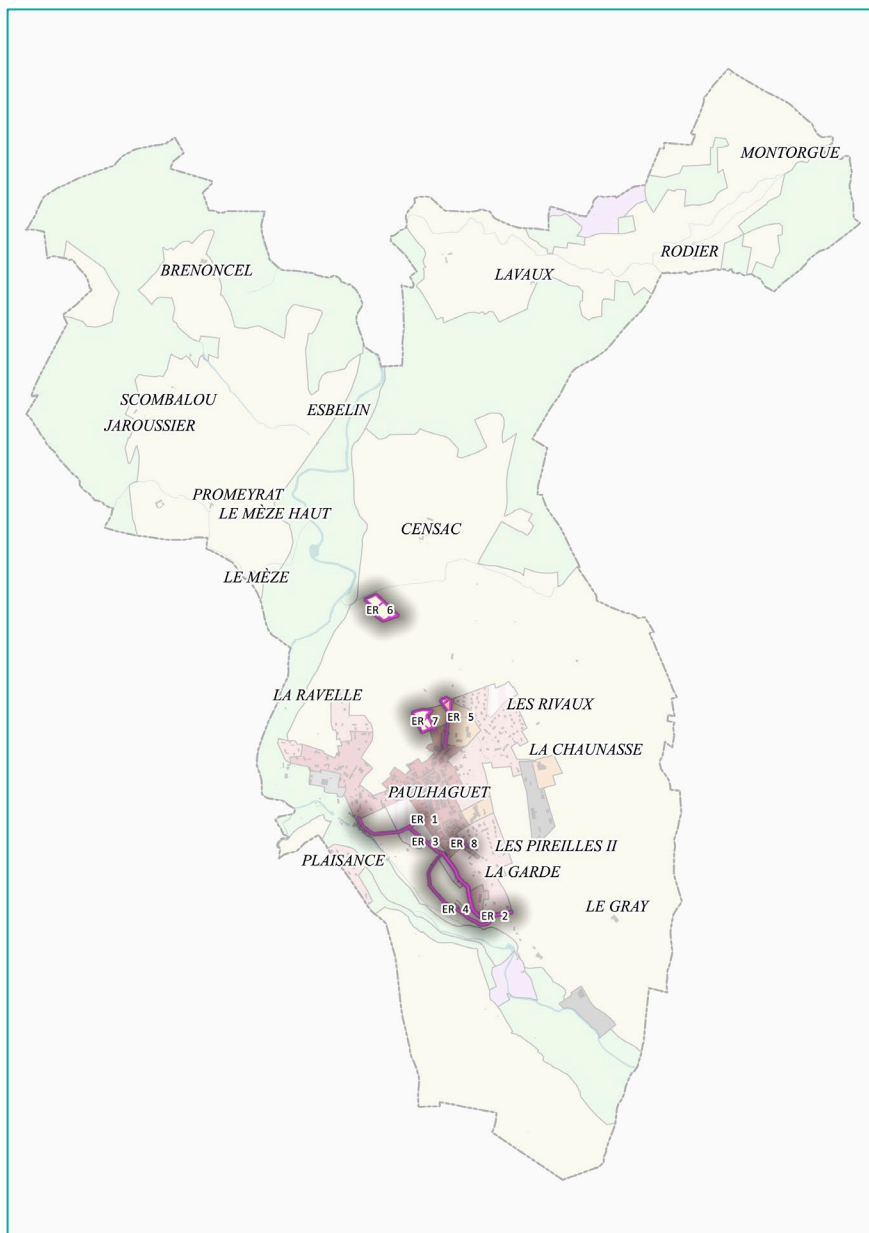 MONTORGUE
RODIER
BRENONCEL
LAVAUX
SCOMBALOU
ESBELIN
JAROUSSIER
PROMEYRAT
LE MÈZE HAUT
CENSAC
LE MÈZE
ER 6
LA RAVELLE
LES RIVAUX
ER 7
ER 5
LA CHAUNASSE
PAULHAGUET
ER 1
ER 3
ER 8
LES PIREILLES II
PLAISANCE
LA GARDE
ER 4
ER 2
LE GRAY